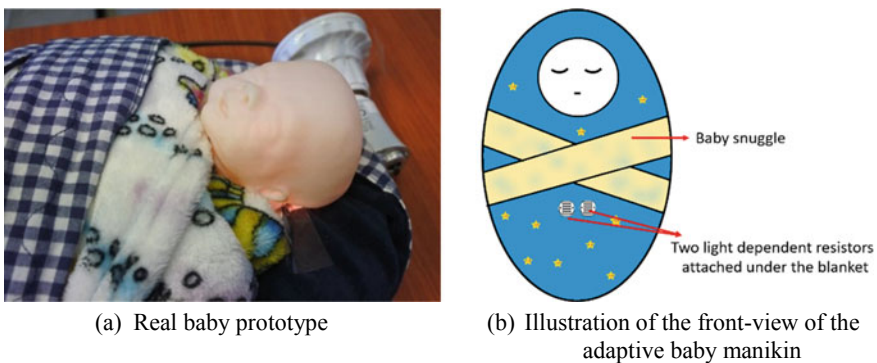 Baby snuggle
Two light dependent resistors
attached under the blanket
(a) Real baby prototype
(b) Illustration of the front-view of the
adaptive baby manikin